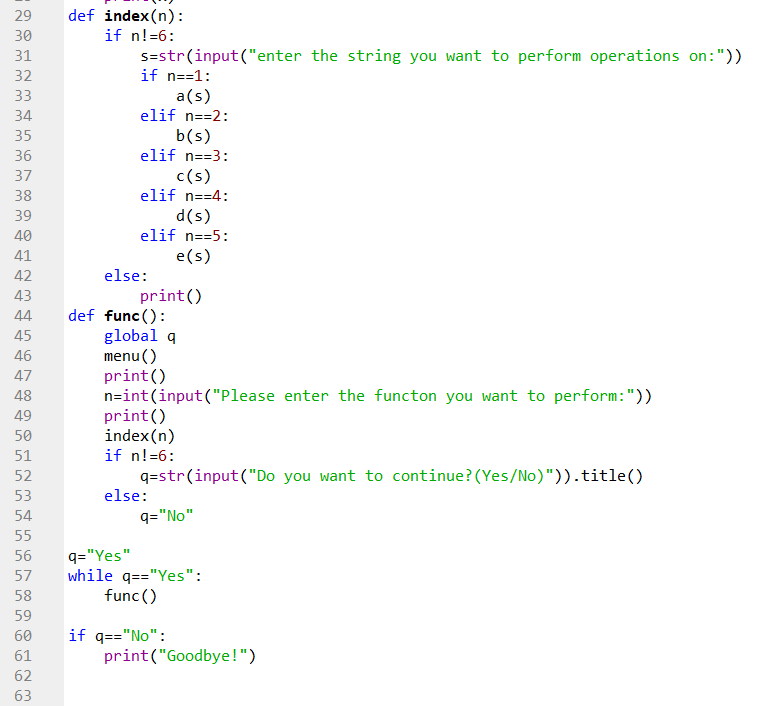 29 def index(n):
30     if n!=6:
31         s=str(input("enter the string you want to perform operations on:"))
32         if n==1:
33             a(s)
34         elif n==2:
35             b(s)
36         elif n==3:
37             c(s)
38         elif n==4:
39             d(s)
40         elif n==5:
41             e(s)
42     else:
43         print()
44 def func():
45     global q
46     menu()
47     print()
48     n=int(input("Please enter the functon you want to perform:"))
49     print()
50     index(n)
51     if n!=6:
52         q=str(input("Do you want to continue?(Yes/No)")).title()
53     else:
54         q="No"
55
56 q="Yes"
57 while q=="Yes":
58     func()
59
60 if q=="No":
61     print("Goodbye!")
62
63